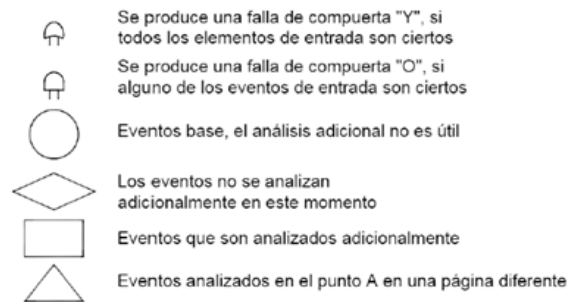 Se produce una falla de compuerta "Y", si
todos los elementos de entrada son ciertos
Se produce una falla de compuerta "O", si
alguno de los eventos de entrada son ciertos
Eventos base, el análisis adicional no es útil
Los eventos no se analizan
adicionalmente en este momento
Eventos que son analizados adicionalmente
Eventos analizados en el punto A en una página diferente